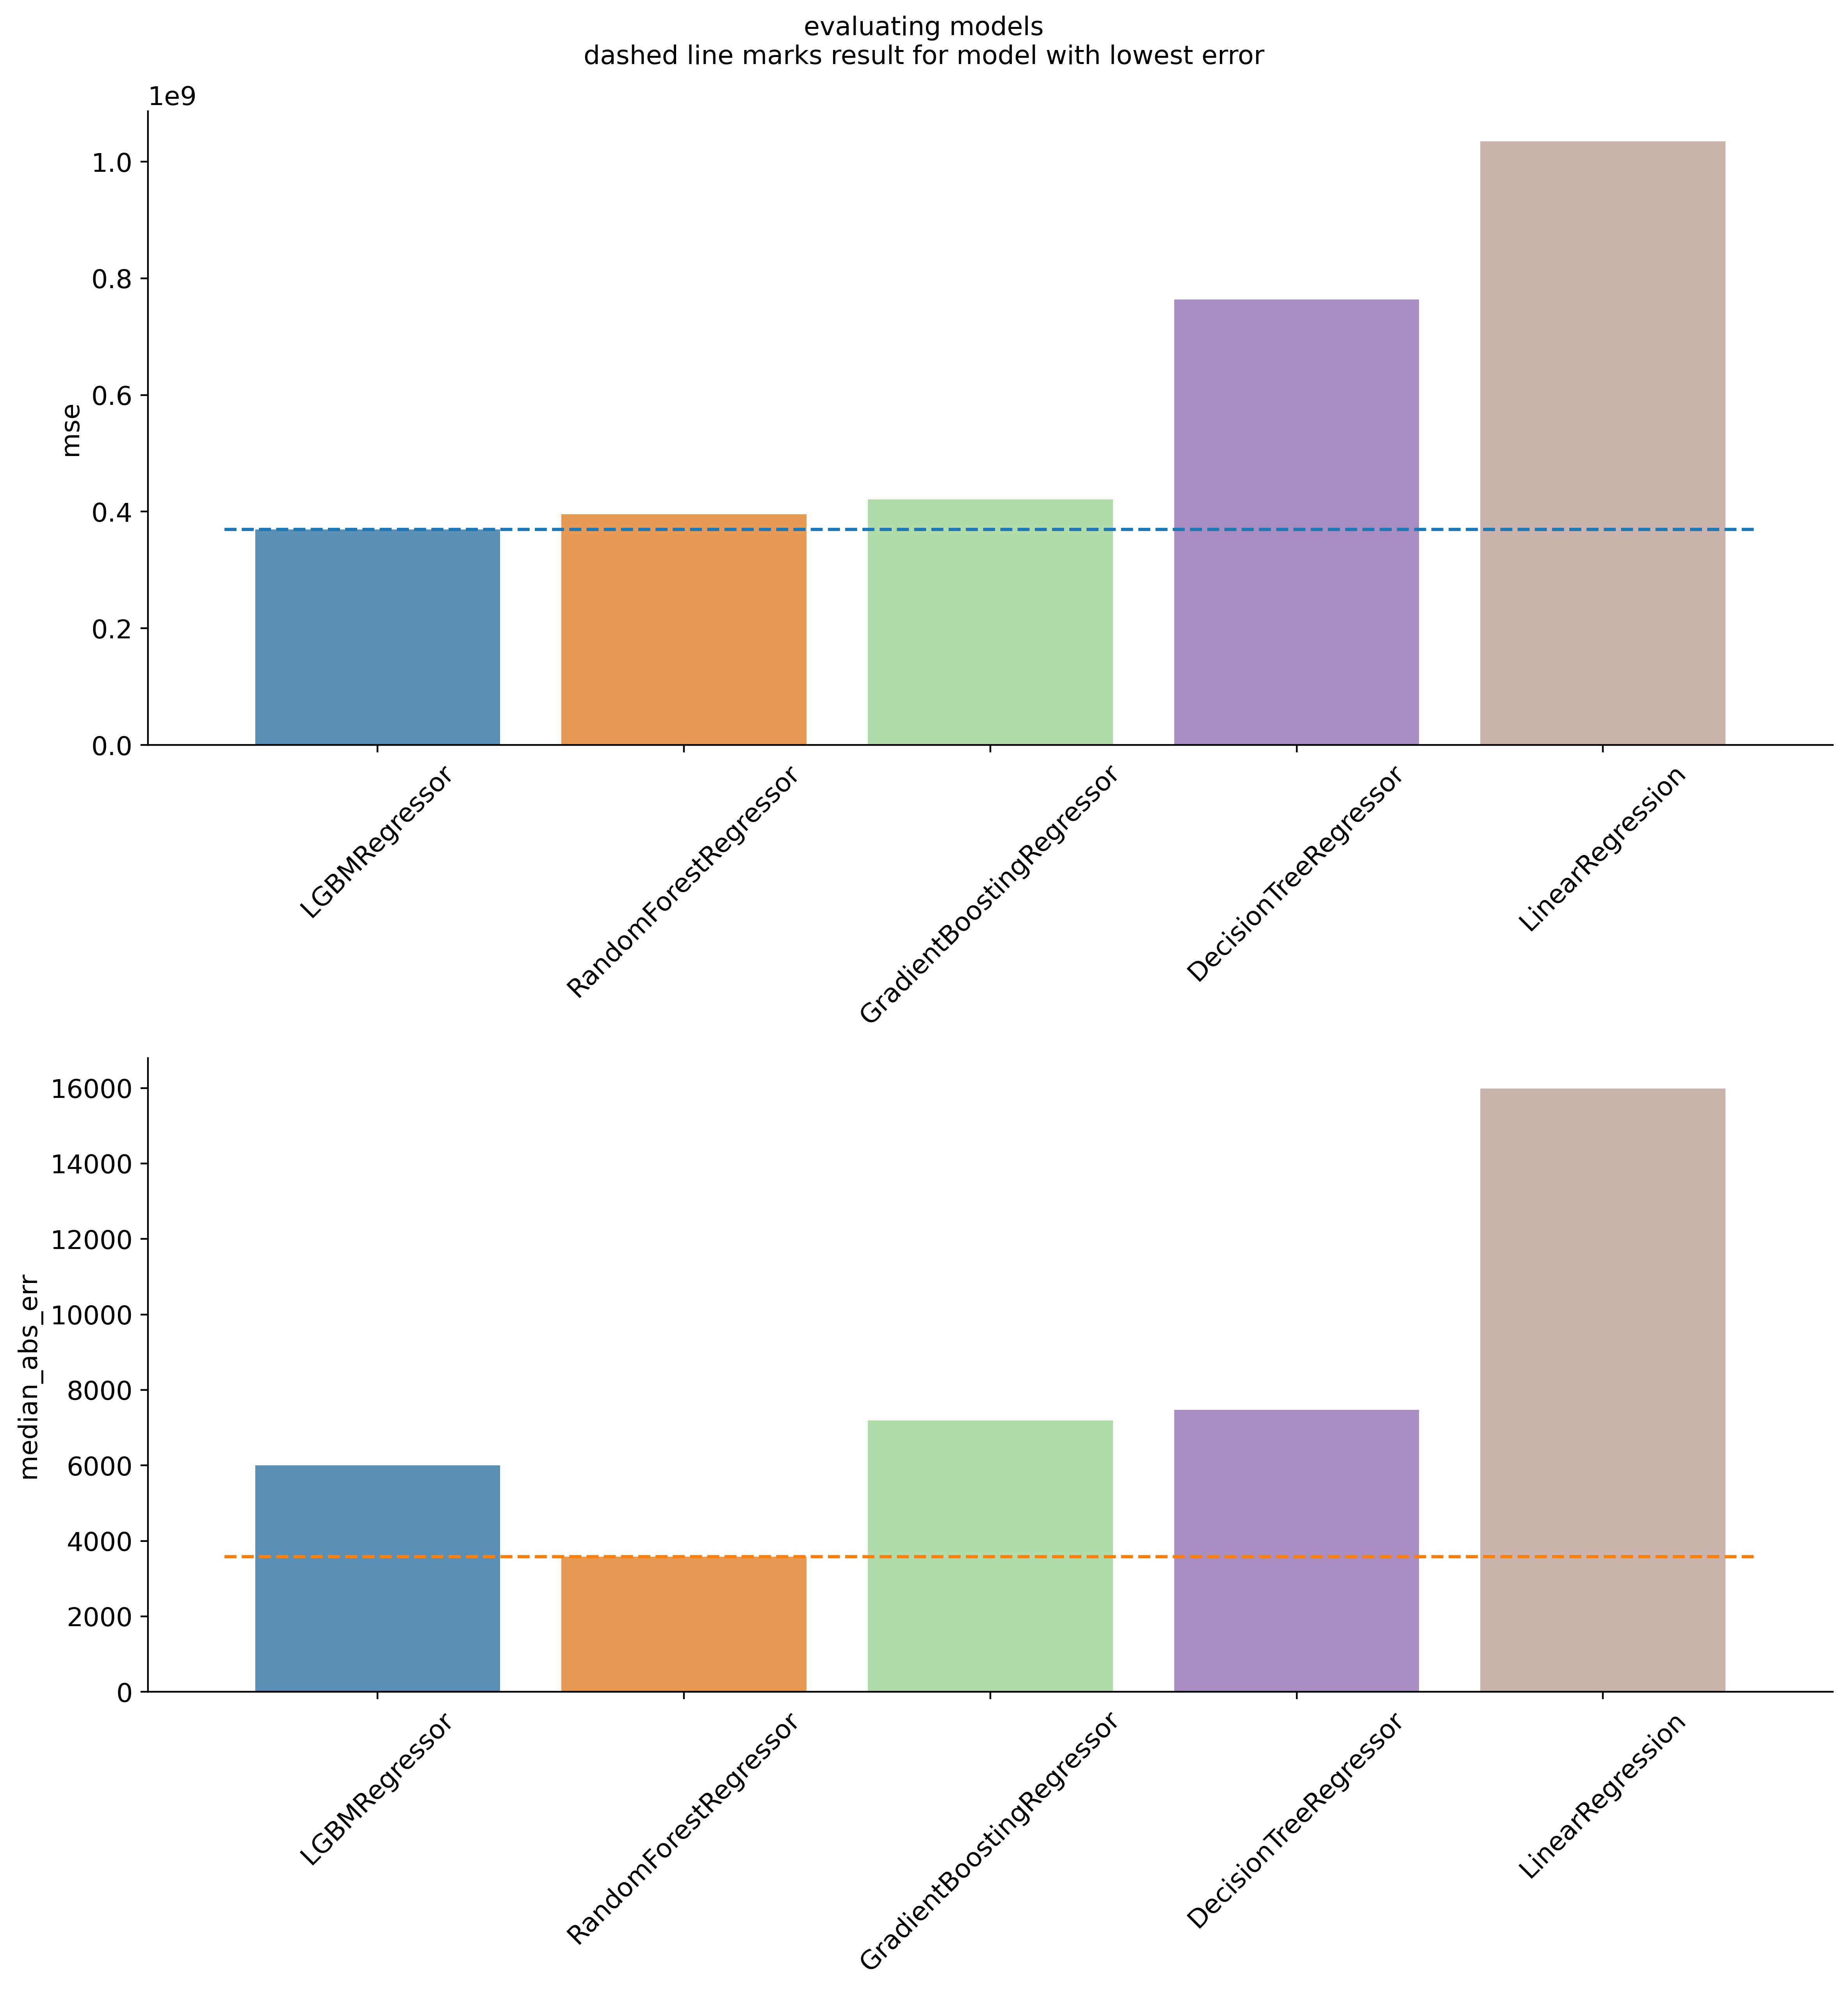 evaluating models
dashed line marks result for model with lowest error
1e9
1.0
0.8
0.6
0.4
0.2
0.0
mse
LGBMRegressor
RandomForestRegressor
GradientBoostingRegressor
DecisionTreeRegressor
LinearRegression
16000
14000
12000
10000
8000
6000
4000
2000
0
median_abs_err
LGBMRegressor
RandomForestRegressor
GradientBoostingRegressor
DecisionTreeRegressor
LinearRegression